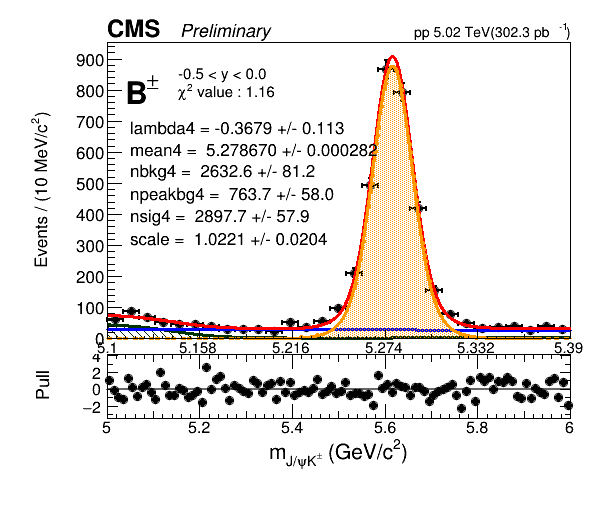 CMS Preliminary pp 5.02 TeV(302.3 pb⁻¹)
Events / (10 MeV/c²)
900
800
700
600
500
400
300
200
100
0
B± -0.5 < y < 0.0
χ² value : 1.16
lambda4 = -0.3679 +/- 0.113
mean4 = 5.278670 +/- 0.000282
nbkg4 = 2632.6 +/- 81.2
npeakbg4 = 763.7 +/- 58.0
nsig4 = 2897.7 +/- 57.9
scale = 1.0221 +/- 0.0204
5.1 5.158 5.216 5.274 5.332 5.39
Pull
4
2
0
−2
5 5.2 5.4 5.6 5.8 6
m J/ψK± (GeV/c²)